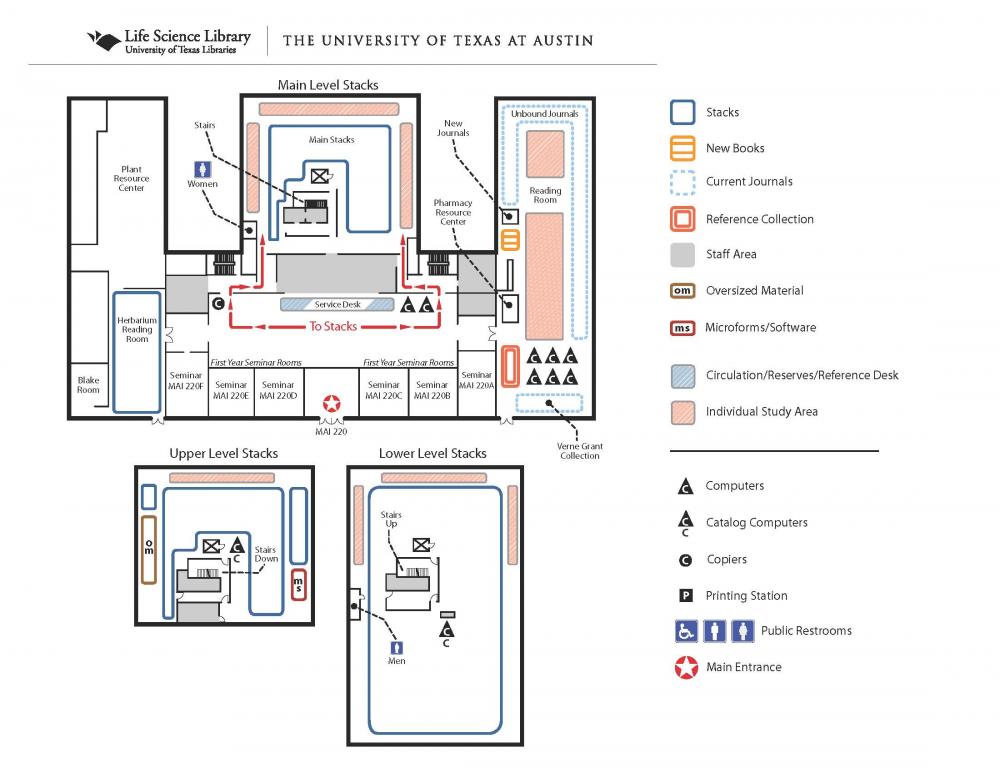 Life Science Library
University of Texas Libraries
THE UNIVERSITY OF TEXAS AT AUSTIN
Main Level Stacks
Stairs
Women
Main Stacks
New
Journals
Unbound Journals
Plant
Resource
Center
Pharmacy
Resource
Center
Reading
Room
Herbarium
Reading
Room
C
Service Desk
C C
To Stacks
Blake
Room
Seminar
MAI 220F
First Year Seminar Rooms
Seminar
MAI 220E
Seminar
MAI 220D
MAI 220
First Year Seminar Rooms
Seminar
MAI 220C
Seminar
MAI 220B
Seminar
MAI 220A
C C C
C C C
Verne Grant
Collection
Upper Level Stacks
om
C
C
Stairs
Down
ms
Lower Level Stacks
Stairs
Up
C
C
Men
Stacks
New Books
Current Journals
Reference Collection
Staff Area
om Oversized Material
ms Microforms/Software
Circulation/Reserves/Reference Desk
Individual Study Area
C Computers
C Catalog Computers
C
C Copiers
P Printing Station
Public Restrooms
Main Entrance